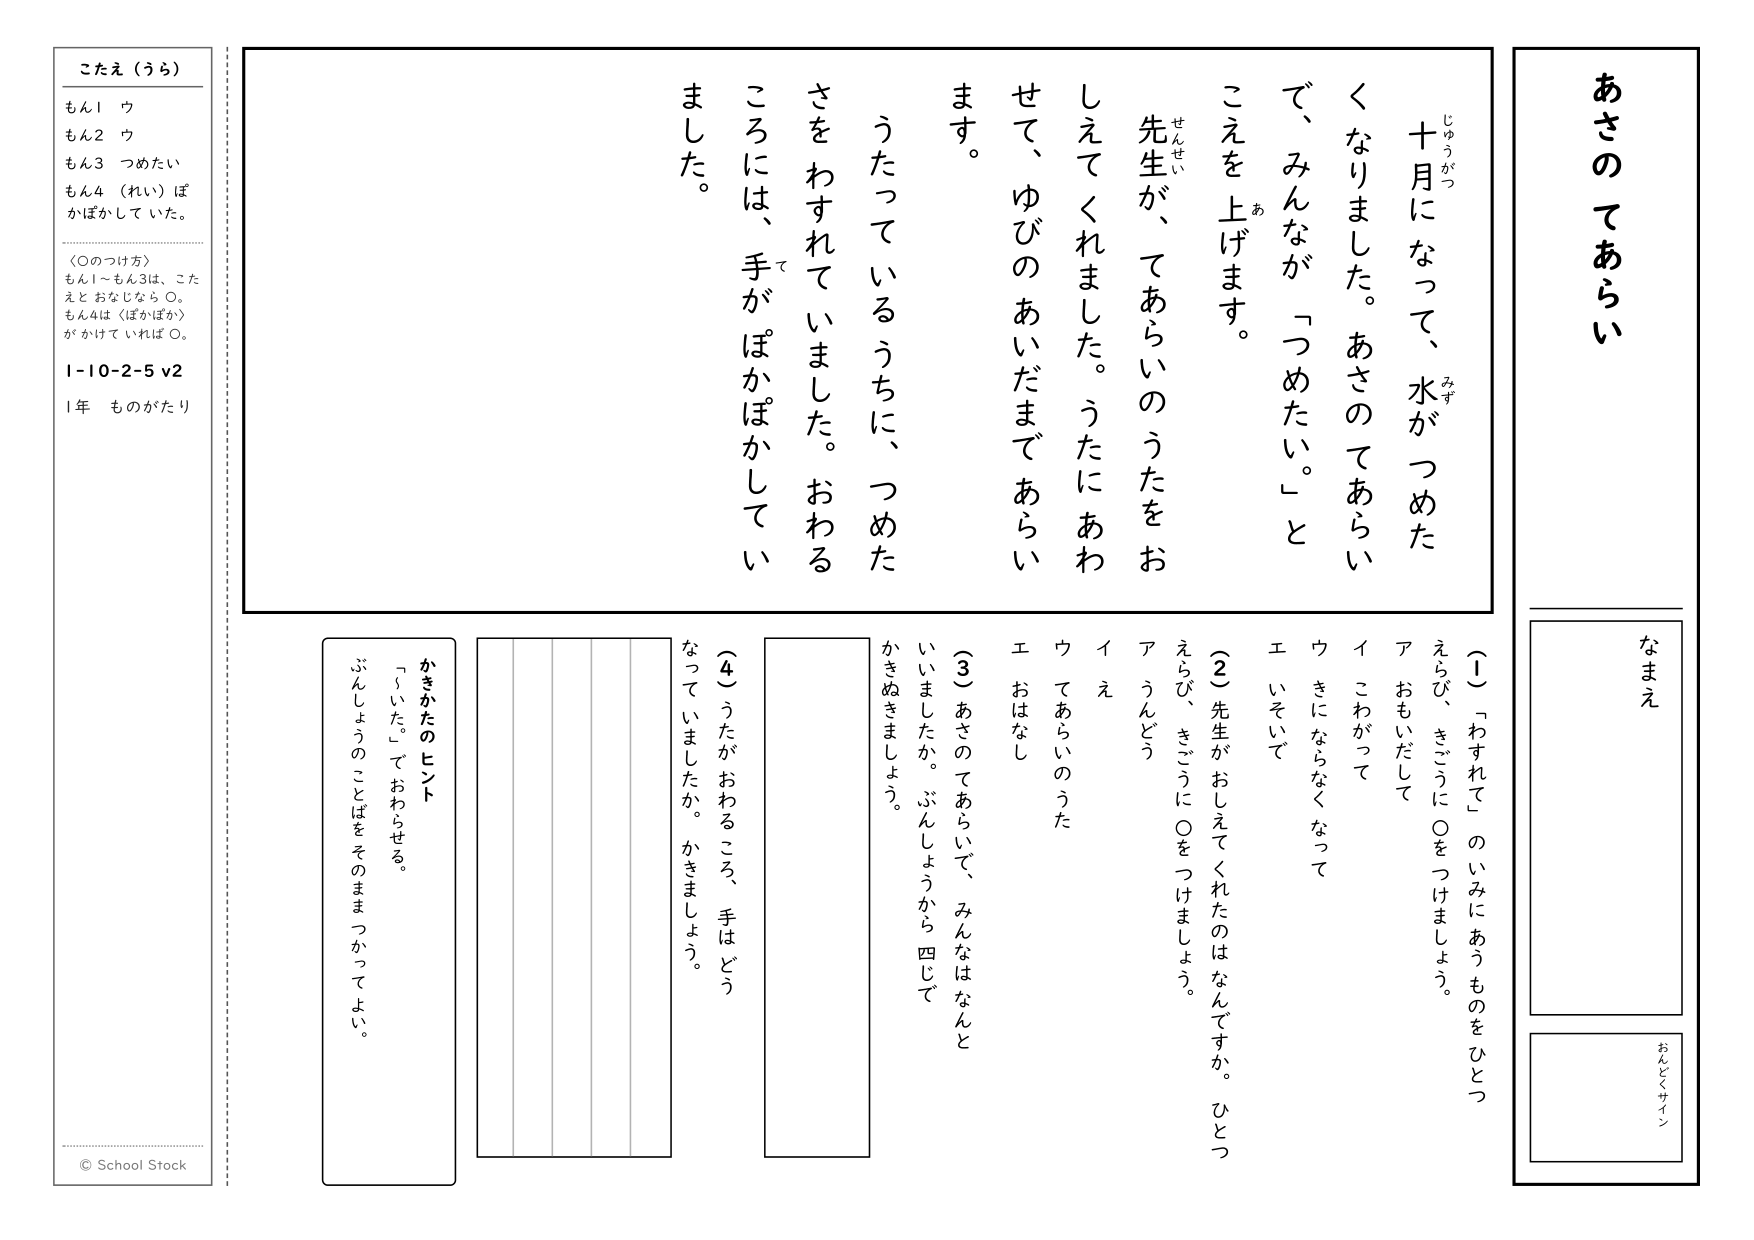 あさの てあらい
なまえ
おんどくサイン
十月に なって、 水が つめた
じゅうがつ
みず
く なりました。 あさの てあらい
で、 みんなが 「つめたい。」と
こえを 上げます。
あ
先生が、 てあらいの うたを お
せんせい
しえて くれました。 うたに あわ
せて、 ゆびの あいだまで あらい
ます。
うたって いる うちに、 つめた
さを わすれて いました。 おわる
ころには、 手が ぽかぽかして い
て
ました。
(1) 「わすれて」 の いみに あう ものを ひとつ
えらび、 きごうに ○を つけましょう。
ア おもいだして
イ こわがって
ウ きに ならなく なって
エ いそいで
(2) 先生が おしえて くれたのは なんですか。 ひとつ
えらび、 きごうに ○を つけましょう。
ア うんどう
イ え
ウ てあらいの うた
エ おはなし
(3) あさの てあらいで、 みんなは なんと
いいましたか。 ぶんしょうから 四じで
かきぬきましょう。
(4) うたが おわる ころ、 手は どう
なって いましたか。 かきましょう。
かきかたの ヒント
「~いた。」で おわらせる。
ぶんしょうの ことばを そのまま つかって よい。
こたえ（うら）
もん1 ウ
もん2 ウ
もん3 つめたい
もん4 （れい）ぽ
かぽかして いた。
〈○のつけ方〉
もん1～もん3は、こた
えと おなじなら ○。
もん4は〈ぽかぽか〉
が かけて いれば ○。
1-10-2-5 v2
1年 ものがたり
© School Stock